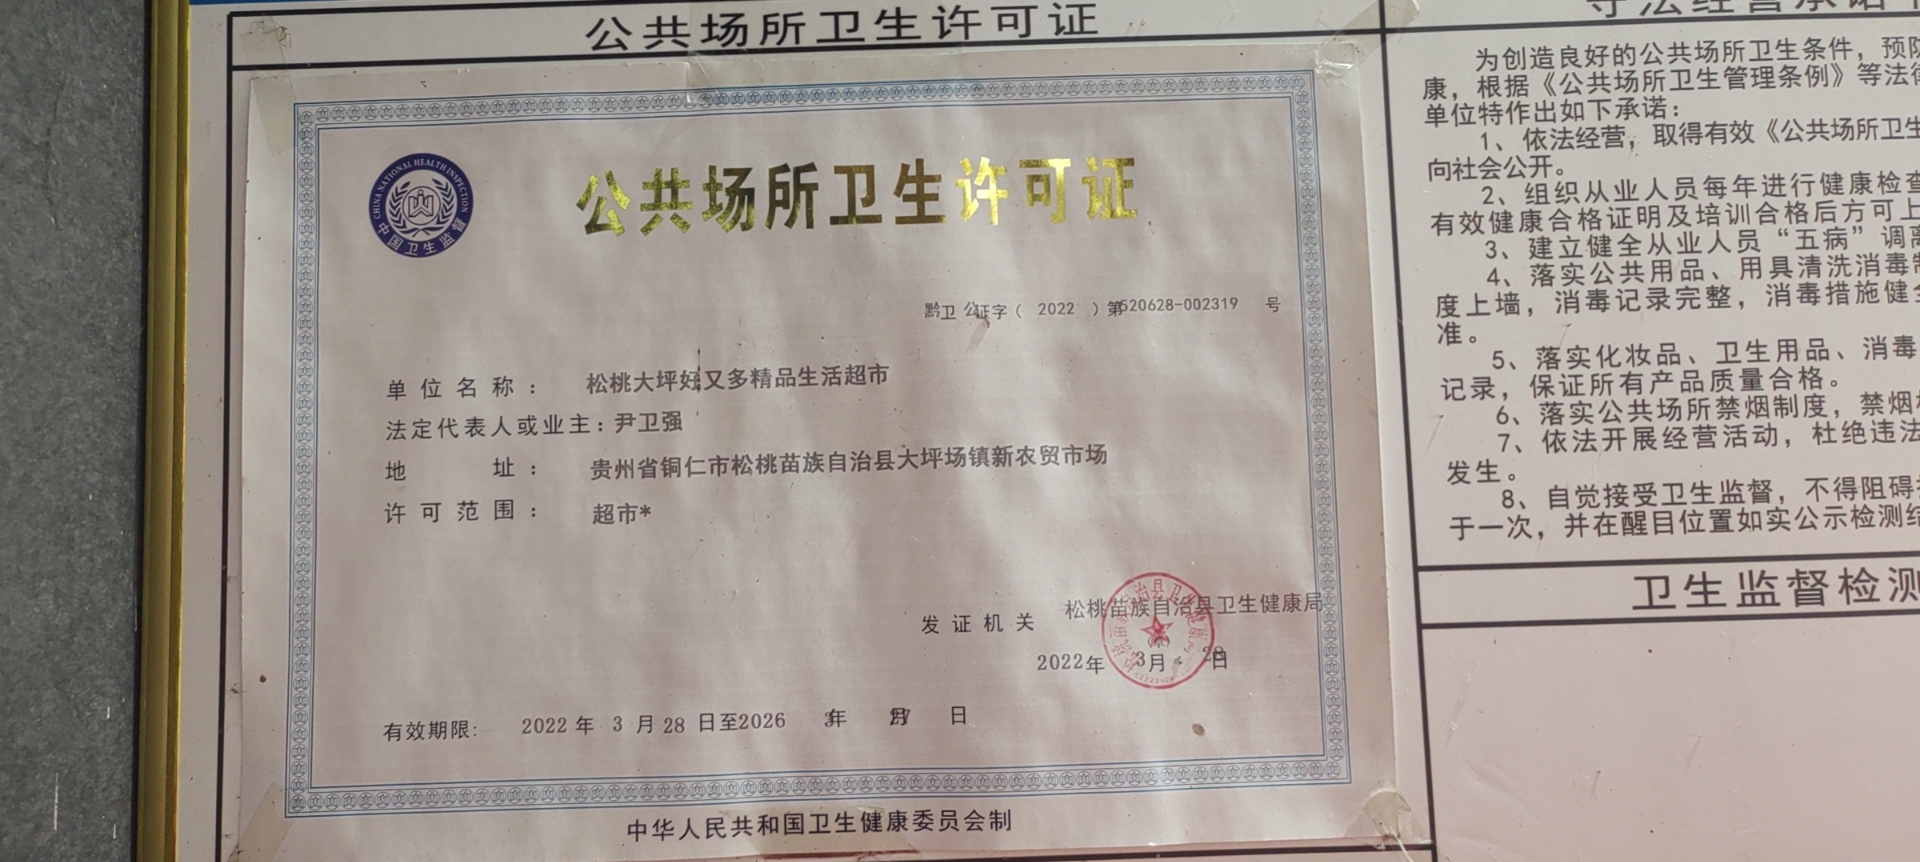 公共场所卫生许可证
CHINA NATIONAL HEALTH INSPECTION
中国卫生监督
公共场所卫生许可证
黔卫 公证字（ 2022 ）第520628-002319 号
单位名称： 松桃大坪好又多精品生活超市
法定代表人或业主：尹卫强
地 址： 贵州省铜仁市松桃苗族自治县大坪场镇新农贸市场
许可范围： 超市*
发证机关 松桃苗族自治县卫生健康局
2022年 3月 28日
有效期限: 2022 年 3 月 28 日至2026 3年 27月 日
中华人民共和国卫生健康委员会制
守法经营承诺
为创造良好的公共场所卫生条件，预防
康，根据《公共场所卫生管理条例》等法律
单位特作出如下承诺：
1、依法经营，取得有效《公共场所卫生
向社会公开。
2、组织从业人员每年进行健康检查
有效健康合格证明及培训合格后方可上
3、建立健全从业人员“五病”调离
4、落实公共用品、用具清洗消毒制
度上墙，消毒记录完整，消毒措施健全
准。
5、落实化妆品、卫生用品、消毒
记录，保证所有产品质量合格。
6、落实公共场所禁烟制度，禁烟
7、依法开展经营活动，杜绝违法
发生。
8、自觉接受卫生监督，不得阻碍
于一次，并在醒目位置如实公示检测结
卫生监督检测